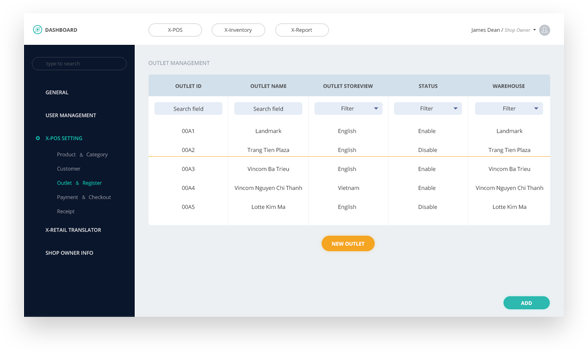 DASHBOARD
X-POS
X-Inventory
X-Report
James Dean / Shop Owner
type to search
GENERAL
USER MANAGEMENT
X-POS SETTING
Product & Category
Customer
Outlet & Register
Payment & Checkout
Receipt
X-RETAIL TRANSLATOR
SHOP OWNER INFO
OUTLET MANAGEMENT
OUTLET ID OUTLET NAME OUTLET STOREVIEW STATUS WAREHOUSE
Search field Search field Filter Filter Filter
00A1 Landmark English Enable Landmark
00A2 Trang Tien Plaza English Disable Trang Tien Plaza
00A3 Vincom Ba Trieu English Enable Vincom Ba Trieu
00A4 Vincom Nguyen Chi Thanh Vietnam Enable Vincom Nguyen Chi Thanh
00A5 Lotte Kim Ma English Disable Lotte Kim Ma
NEW OUTLET
ADD